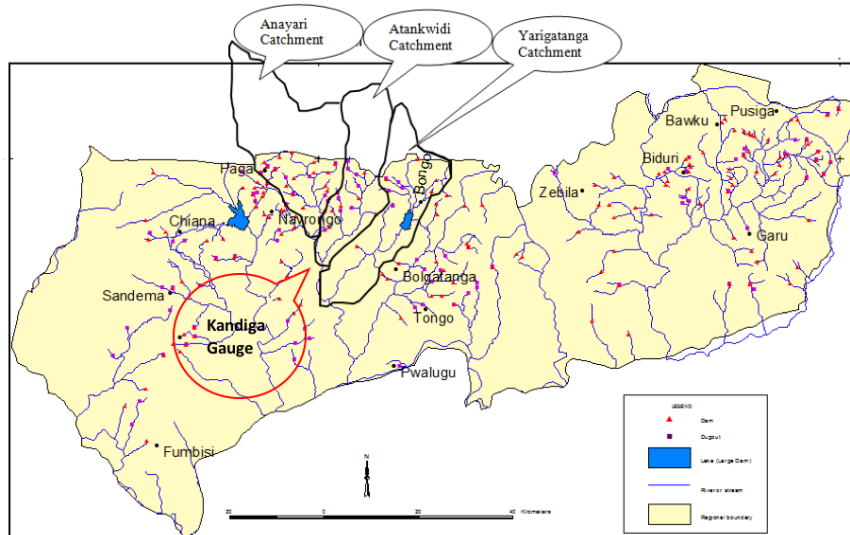 Anayari
Catchment
Atankwidi
Catchment
Yarigatanga
Catchment
Pusiga
Bawku
Biduri
Paga
Bongo
Zebila
Navrongo
Chiana
Garu
Bolgatanga
Sandema
Tongo
Kandiga
Gauge
Pwalugu
Fumbisi
LEGEND
Dam
Dugout
Lake (Large Dam)
River or stream
Regional boundary
N
20 0 20 40 Kilometers